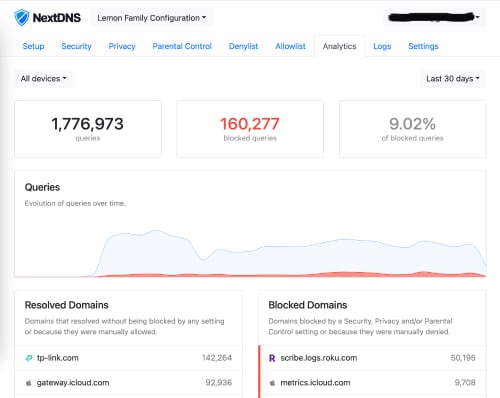 NextDNS
Lemon Family Configuration
Setup Security Privacy Parental Control Denylist Allowlist Analytics Logs Settings
All devices Last 30 days
1,776,973 160,277 9.02%
queries blocked queries of blocked queries
Queries
Evolution of queries over time.
Resolved Domains
Domains that resolved without being blocked by any setting
or because they were manually allowed.
tp-link.com 142,264
gateway.icloud.com 92,936
Blocked Domains
Domains blocked by a Security, Privacy and/or Parental
Control setting or because they were manually denied.
scribe.logs.roku.com 50,195
metrics.icloud.com 9,708